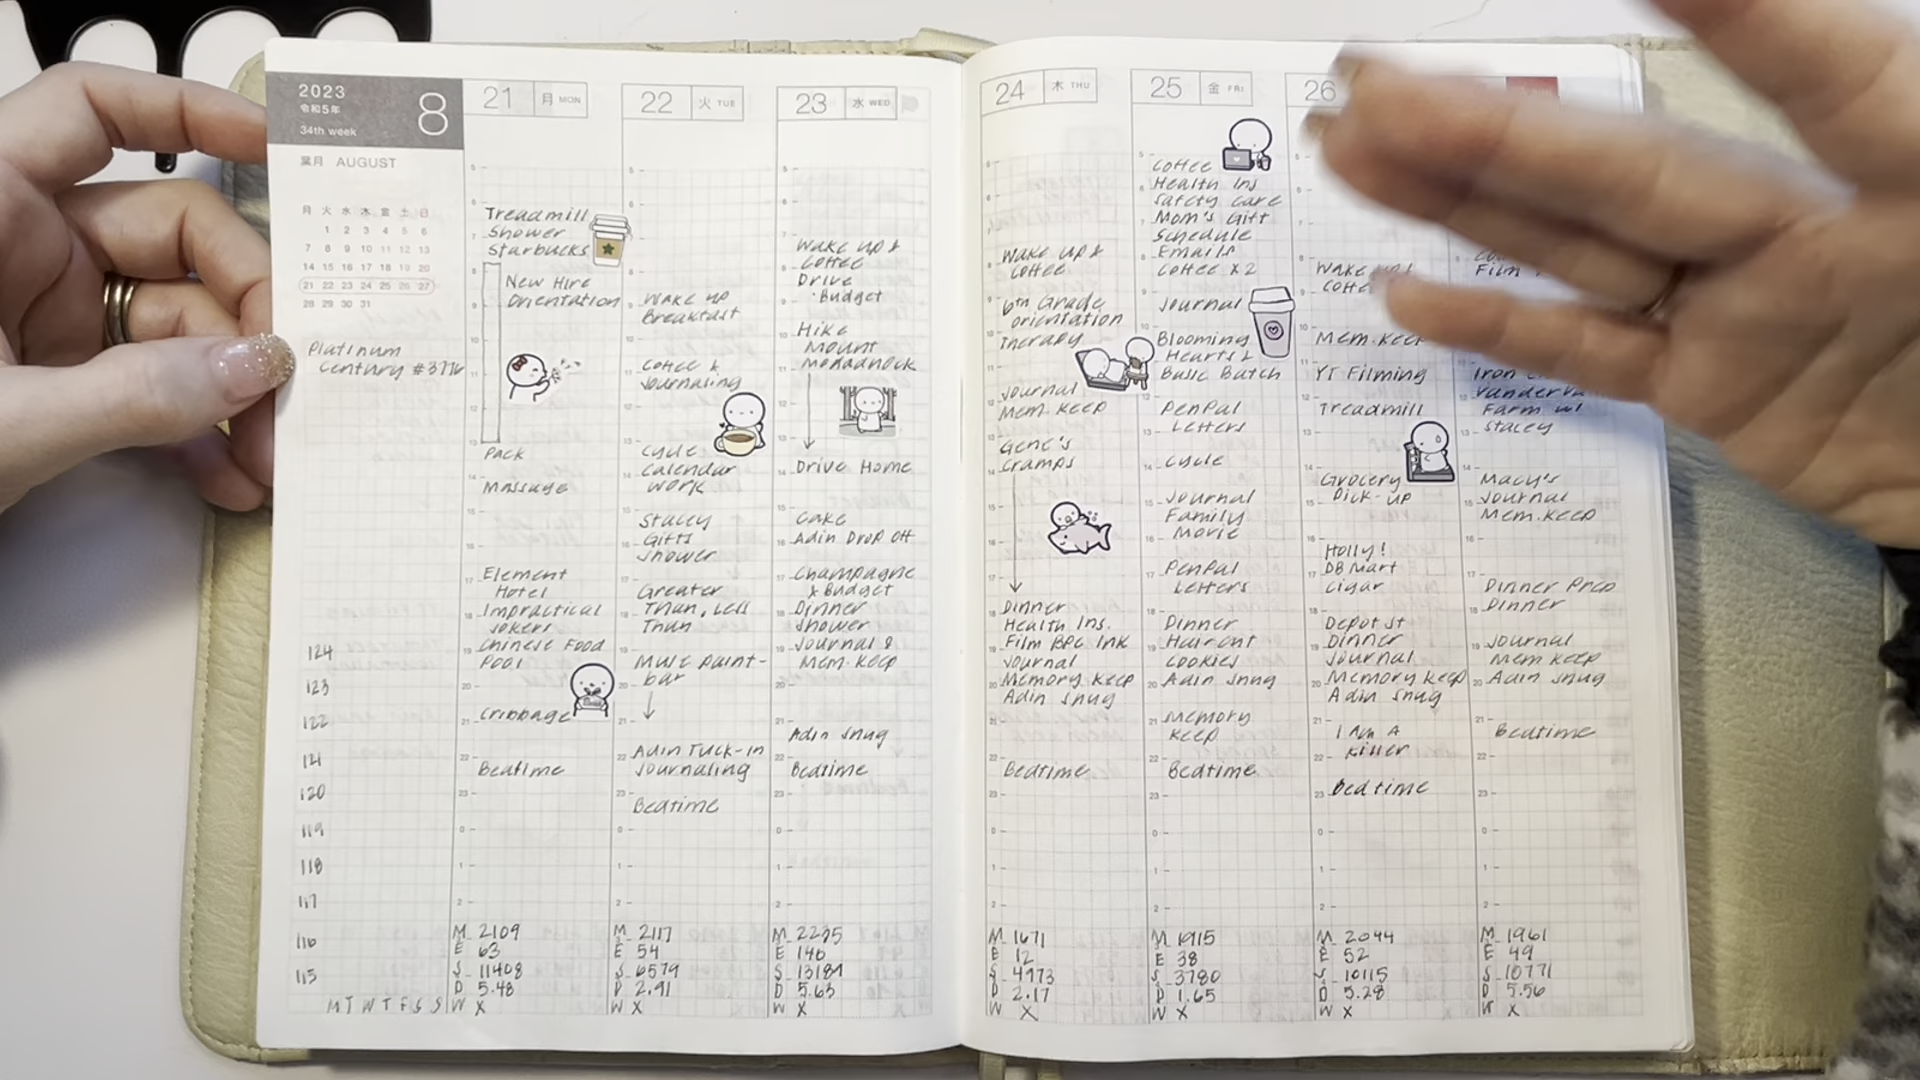 2023
令和5年
34th week
8
葉月 AUGUST
月 火 水 木 金 土 日
1 2 3 4 5 6
7 8 9 10 11 12 13
14 15 16 17 18 19 20
21 22 23 24 25 26 27
28 29 30 31
Platinum
Century #3776
124
123
122
121
120
119
118
117
116
115
M T W T F S S
21 月 MON
Treadmill
Shower
Starbucks
New Hire
Orientation
Pack
Massage
Element
Hotel
Impractical
Jokers
Chinese Food
Pool
Cribbage
Bedtime
M 2109
E 63
S 11408
D 5.48
W X
22 火 TUE
Wake up
Breakfast
Coffee &
Journaling
Cycle
Calendar
Work
Stacey
Gifts
Shower
Greater
Than, Less
Than
Muse Paint-
bar
Adin Tuck-in
Journaling
Bedtime
M 2117
E 54
S 6579
D 2.91
W X
23 水 WED
Wake up &
Coffee
Drive
Budget
Hike
Mount
Monadnock
Drive Home
Cake
Adin Drop Off
Champagne
& Budget
Dinner
Shower
Journal &
Mem. Keep
Adin Snug
Bedtime
M
E 140
S
D 5.63
W X
24 木 THU
Wake up &
Coffee
6th Grade
Orientation
Therapy
Journal
Mem. Keep
Gene's
Cramps
Dinner
Health Ins.
Film BPC Ink
Journal
Memory Keep
Adin Snug
Bedtime
M 1671
E 12
S 4973
D 2.17
W X
25 金 FRI
Coffee
Health Ins
Safety Care
Mom's Gift
Schedule
Emails
Coffee x 2
Journal
Blooming
Hearts &
Basic Batch
PenPal
Letters
Cycle
Journal
Family
Movie
PenPal
Letters
Dinner
Haircut
Cookies
Adin Snug
Memory
Keep
Bedtime
M 1915
E 38
S 3780
D 1.65
W X
26
Wake up
Coffee
Mem. Keep
YT Filming
Treadmill
Grocery
Pick-up
Holly!
DB Mart
Cigar
Depot St
Dinner
Journal
Memory Keep
Adin Snug
I Am A
Killer
Bedtime
M 2044
E 52
S 10115
D 5.28
W X
Film
Iron
Farm w/
Stacey
Macy's
Journal
Mem. Keep
Dinner Prep
Dinner
Journal
Mem Keep
Adin Snug
Bedtime
M 1961
E 49
S 10771
D 5.56
W X